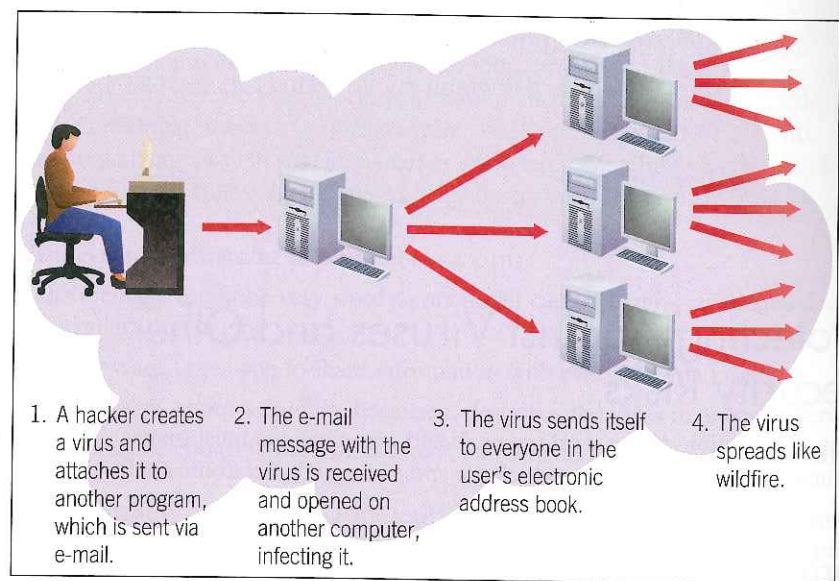 1. A hacker creates
a virus and
attaches it to
another program,
which is sent via
e-mail.
2. The e-mail
message with the
virus is received
and opened on
another computer,
infecting it.
3. The virus sends itself
to everyone in the
user's electronic
address book.
4. The virus
spreads like
wildfire.